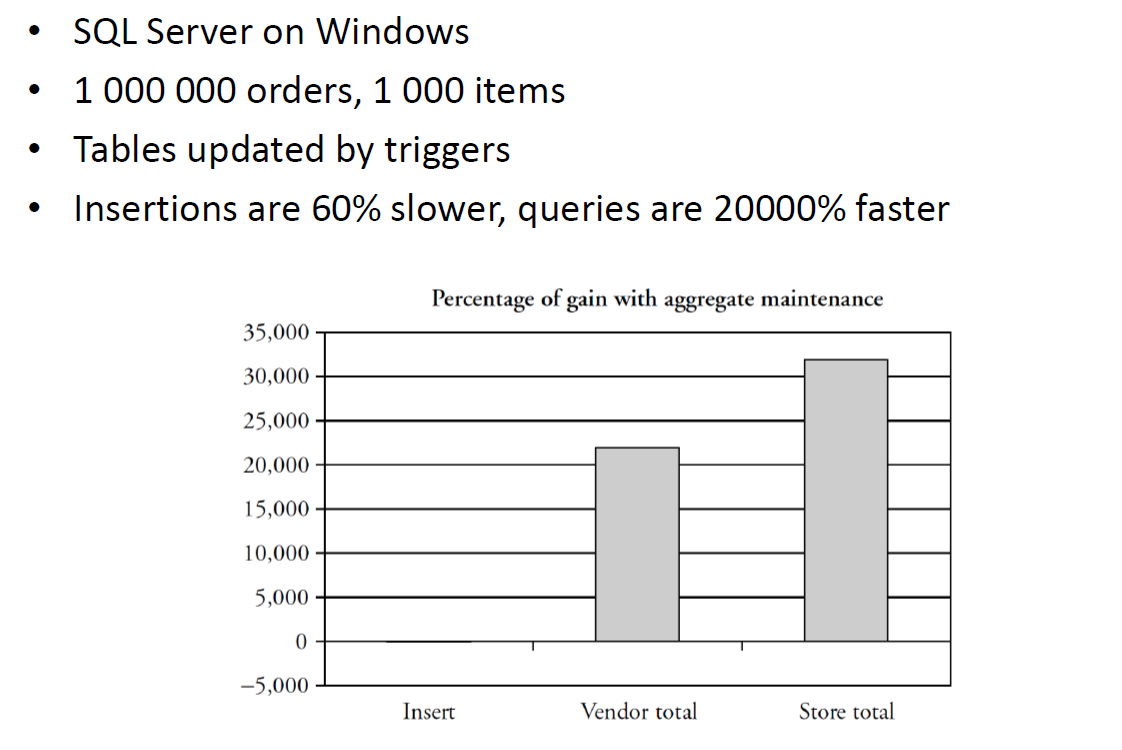 • SQL Server on Windows
• 1 000 000 orders, 1 000 items
• Tables updated by triggers
• Insertions are 60% slower, queries are 20000% faster
Percentage of gain with aggregate maintenance
35,000
30,000
25,000
20,000
15,000
10,000
5,000
0
–5,000
Insert Vendor total Store total